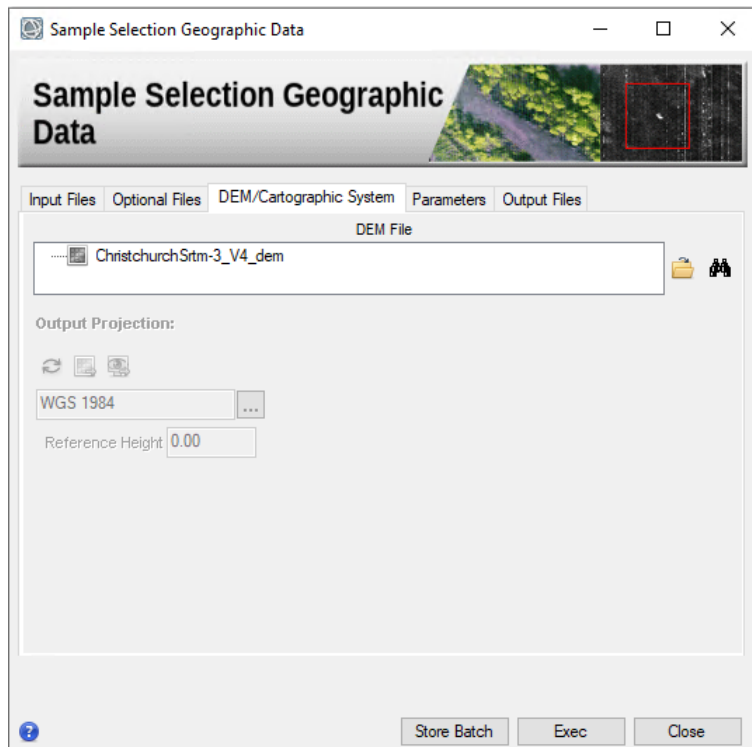 Sample Selection Geographic Data
Sample Selection Geographic
Data
Input Files Optional Files DEM/Cartographic System Parameters Output Files
DEM File
ChristchurchSrtm-3_V4_dem
Output Projection:
WGS 1984 ...
Reference Height 0.00
? Store Batch Exec Close